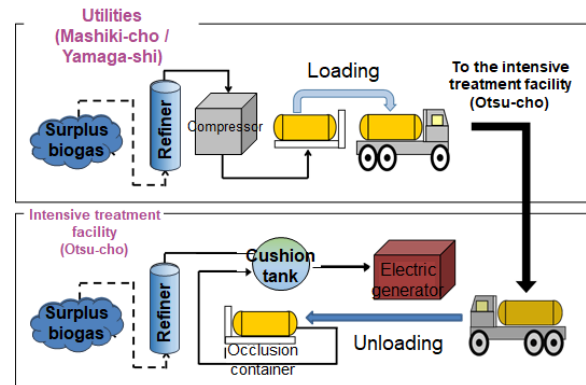 Utilities
(Mashiki-cho /
Yamaga-shi)
Loading
To the intensive
treatment facility
(Otsu-cho)
Refiner
Compressor
Surplus
biogas
Intensive treatment
facility
(Otsu-cho)
Cushion
tank
Electric
generator
Refiner
Surplus
biogas
Unloading
Occlusion
container